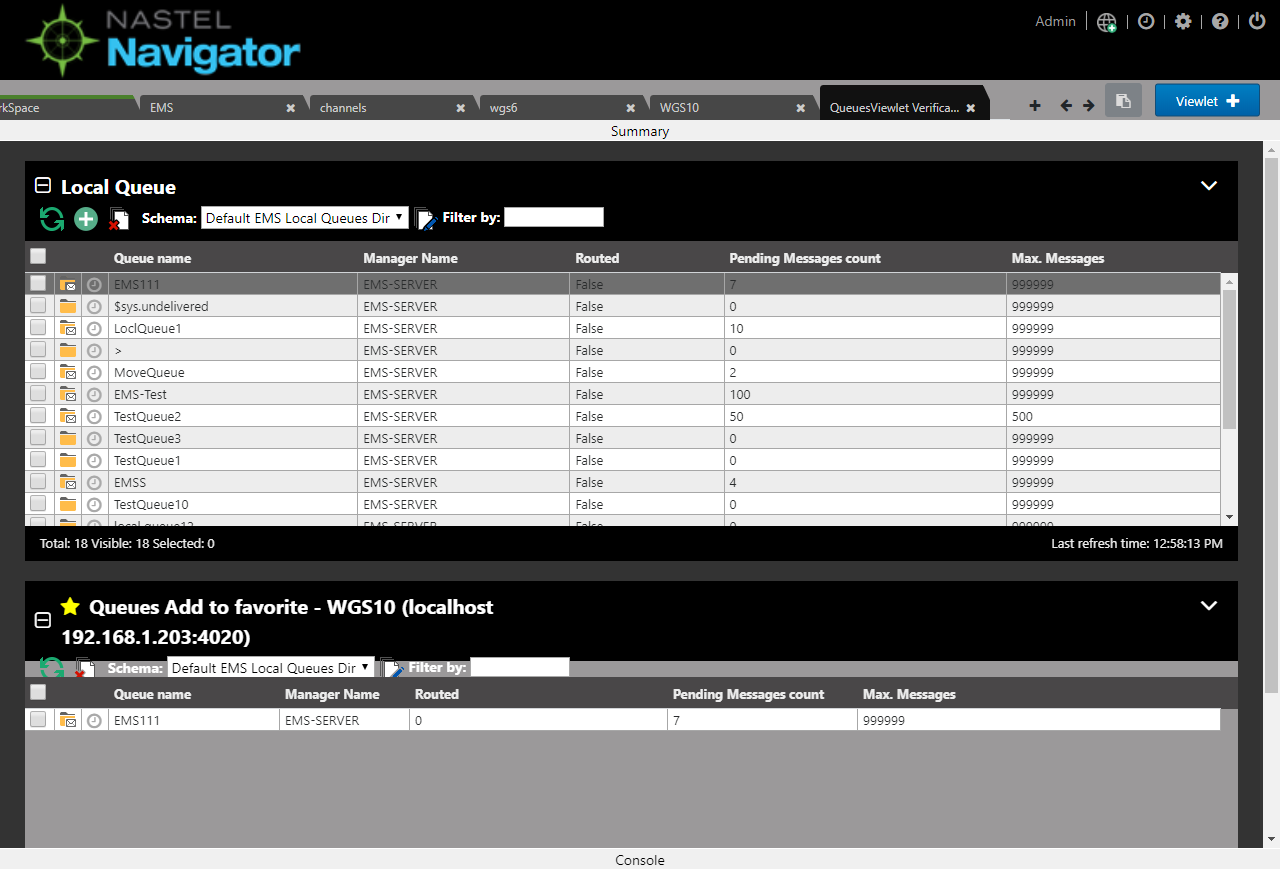 NASTEL
Navigator
Admin
rkSpace
EMS
channels
wgs6
WGS10
QueuesViewlet Verifica...
Viewlet
Summary
Local Queue
Schema: Default EMS Local Queues Dir Filter by:
Queue name Manager Name Routed Pending Messages count Max. Messages
EMS111 EMS-SERVER False 7 999999
$sys.undelivered EMS-SERVER False 0 999999
LoclQueue1 EMS-SERVER False 10 999999
> EMS-SERVER False 0 999999
MoveQueue EMS-SERVER False 2 999999
EMS-Test EMS-SERVER False 100 999999
TestQueue2 EMS-SERVER False 50 500
TestQueue3 EMS-SERVER False 0 999999
TestQueue1 EMS-SERVER False 0 999999
EMSS EMS-SERVER False 4 999999
TestQueue10 EMS-SERVER False 0 999999
local.queue12 EMS-SERVER False 0 999999
Total: 18 Visible: 18 Selected: 0 Last refresh time: 12:58:13 PM
Queues Add to favorite - WGS10 (localhost
192.168.1.203:4020)
Schema: Default EMS Local Queues Dir Filter by:
Queue name Manager Name Routed Pending Messages count Max. Messages
EMS111 EMS-SERVER 0 7 999999
Console